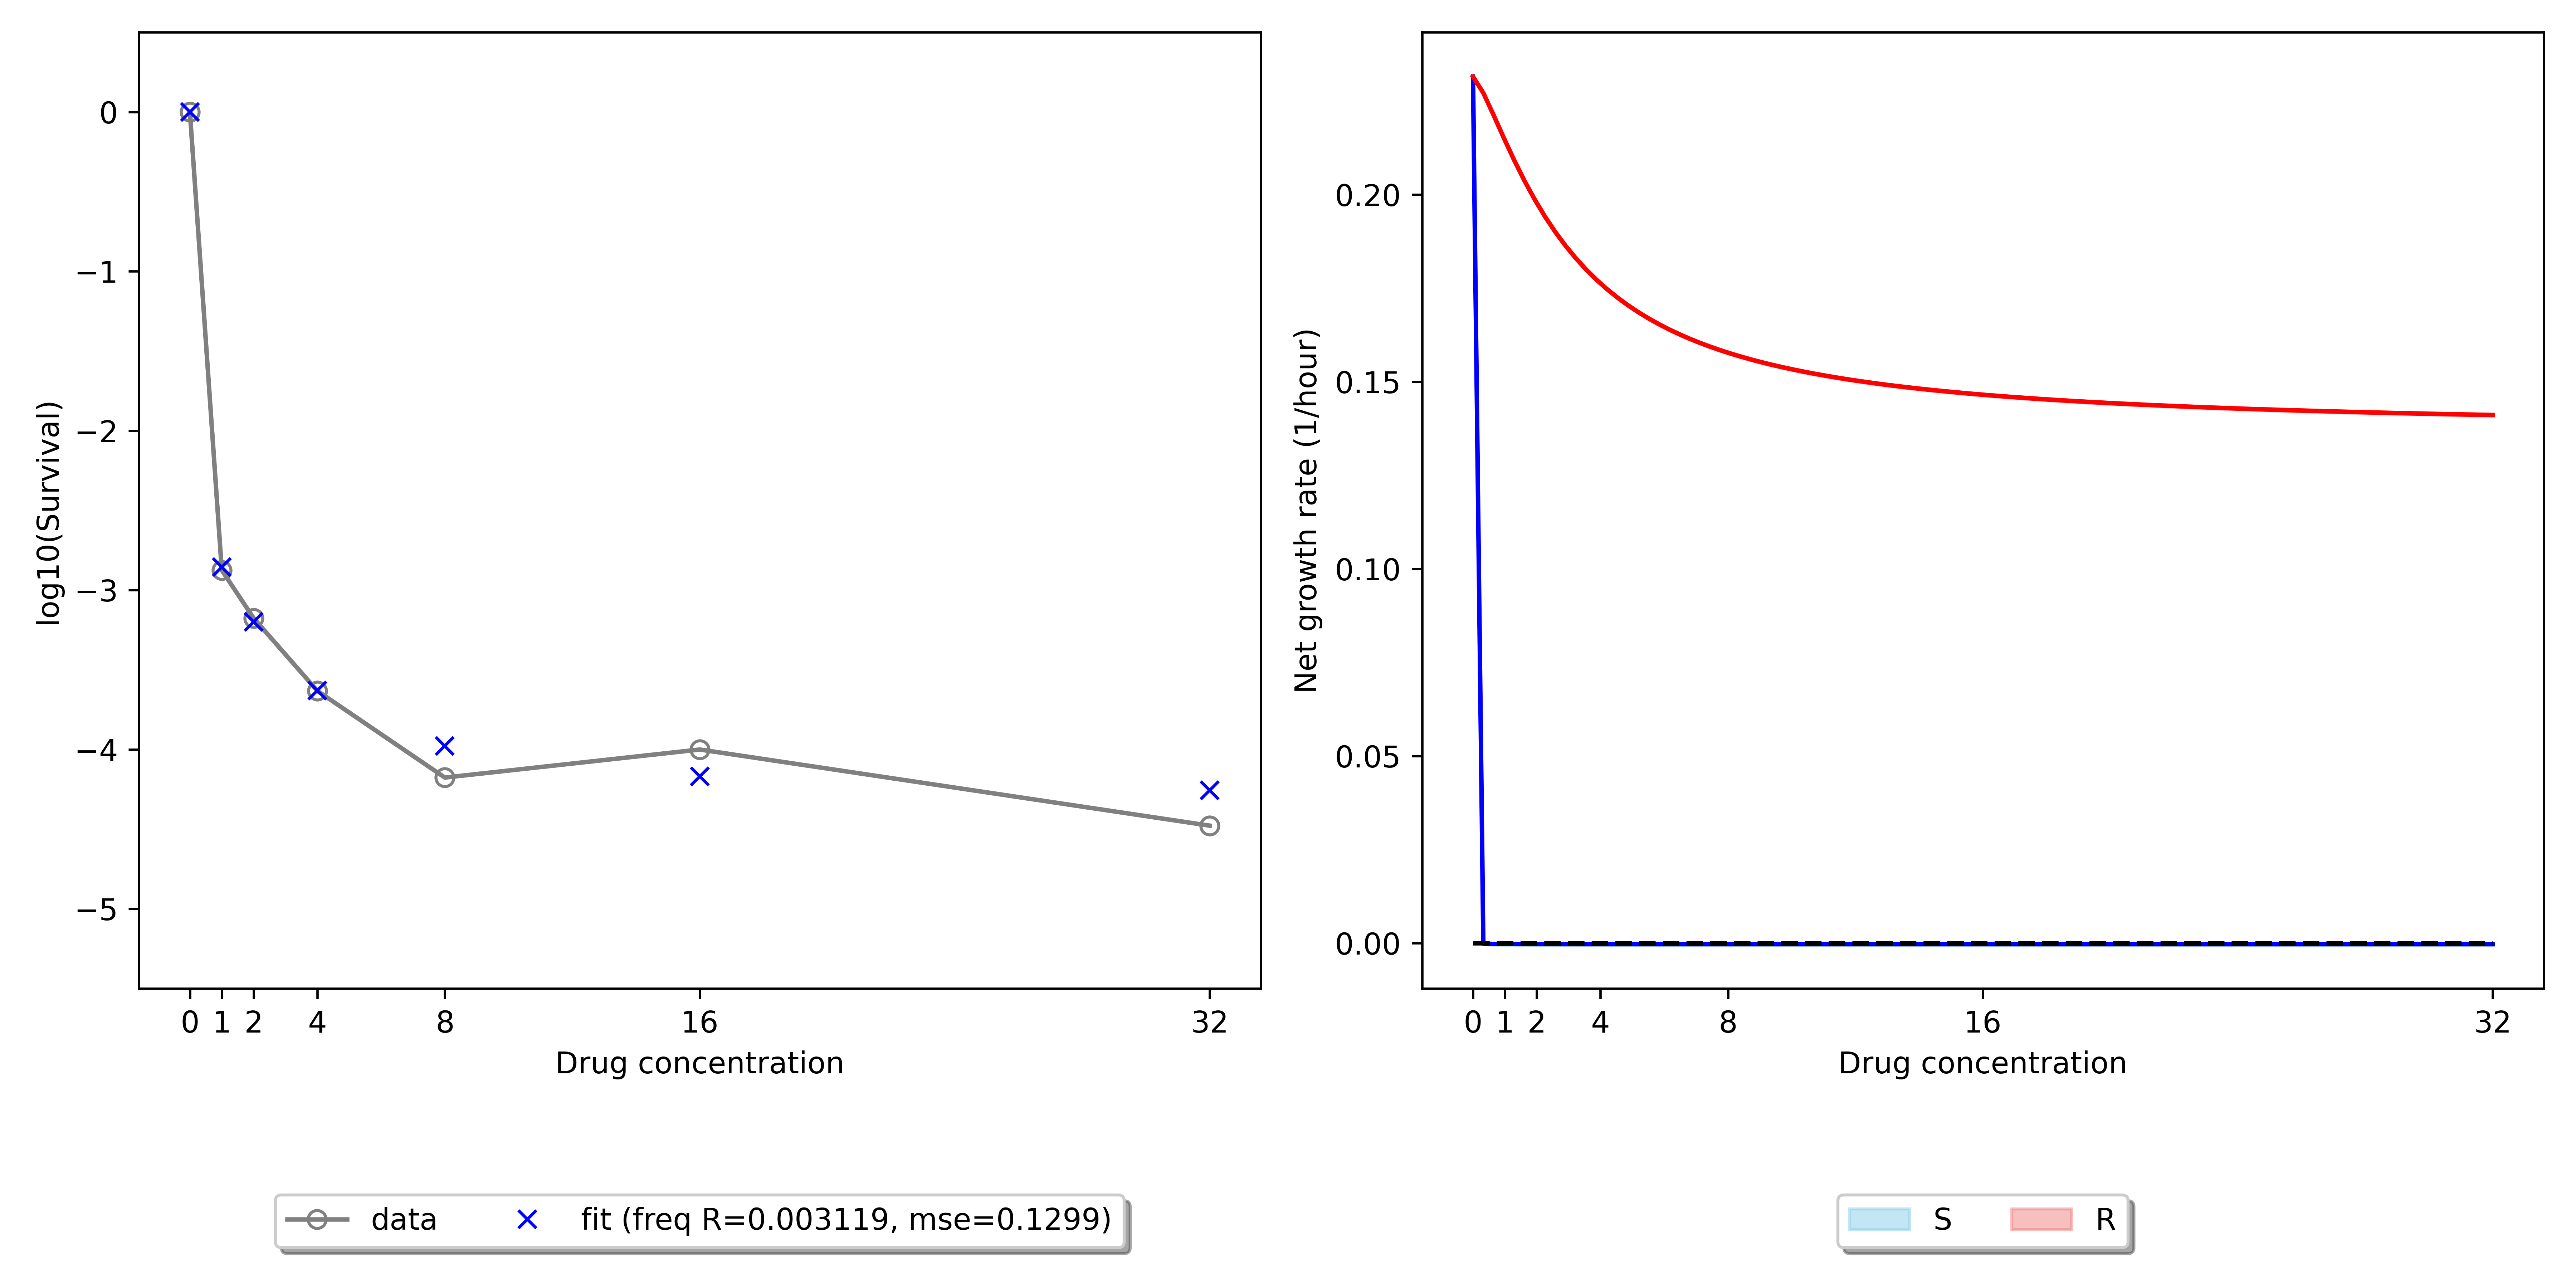 0
−1
−2
−3
−4
−5
log10(Survival)
0 1 2 4 8 16 32
Drug concentration
data fit (freq R=0.003119, mse=0.1299)
0.20
0.15
0.10
0.05
0.00
Net growth rate (1/hour)
0 1 2 4 8 16 32
Drug concentration
S R